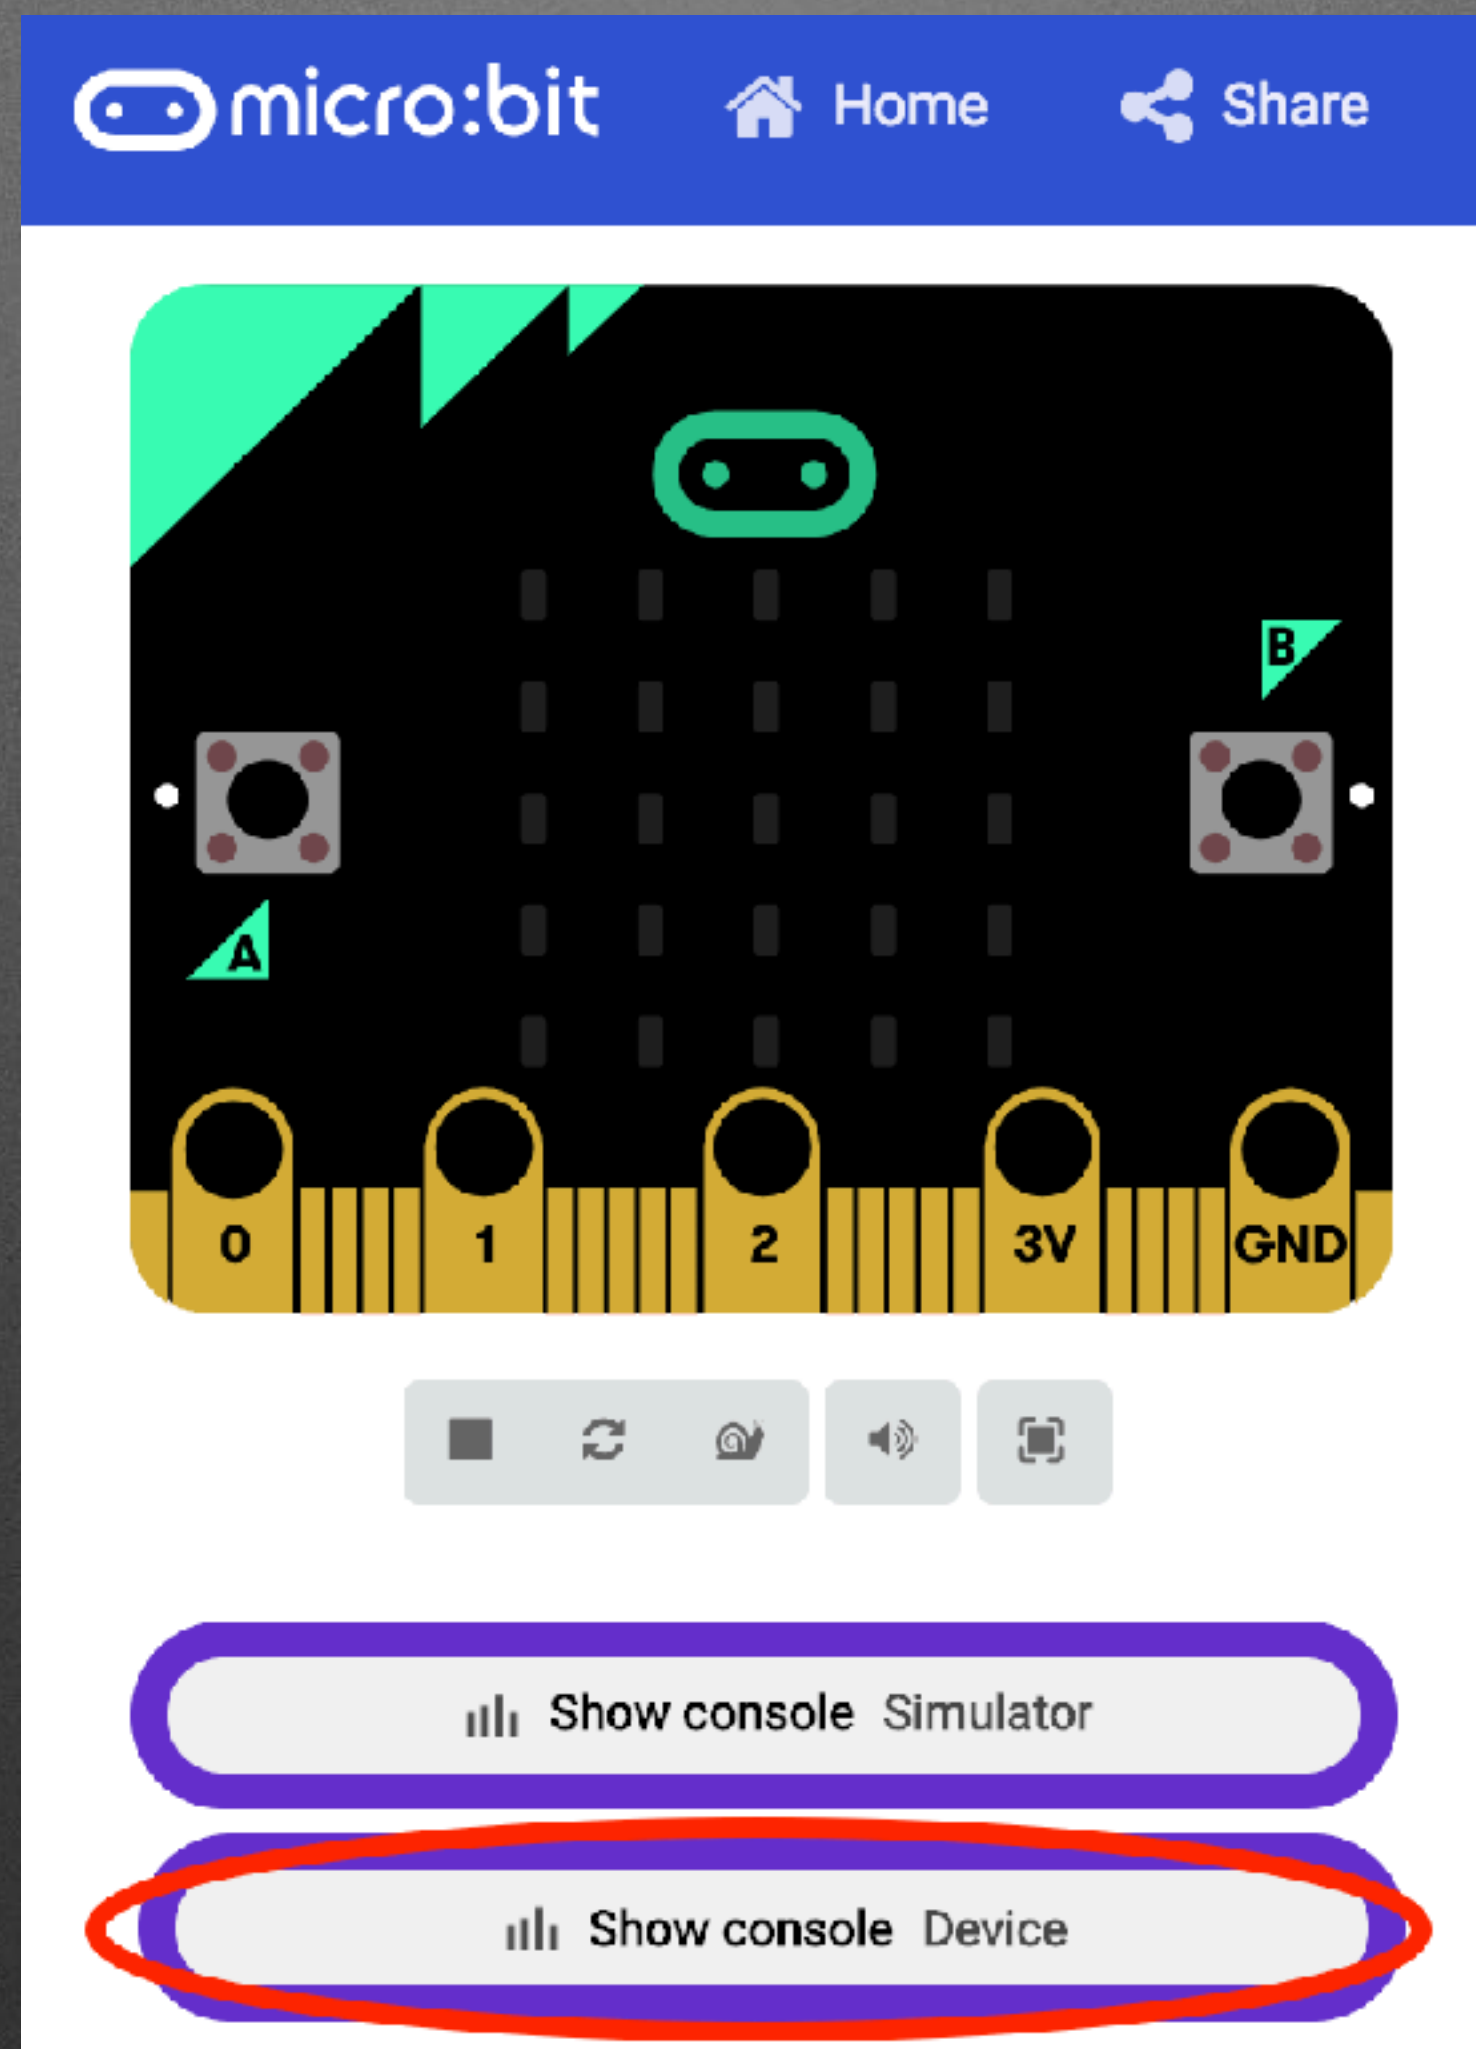 micro:bit Home Share
B
A
0 1 2 3V GND
Show console Simulator
Show console Device